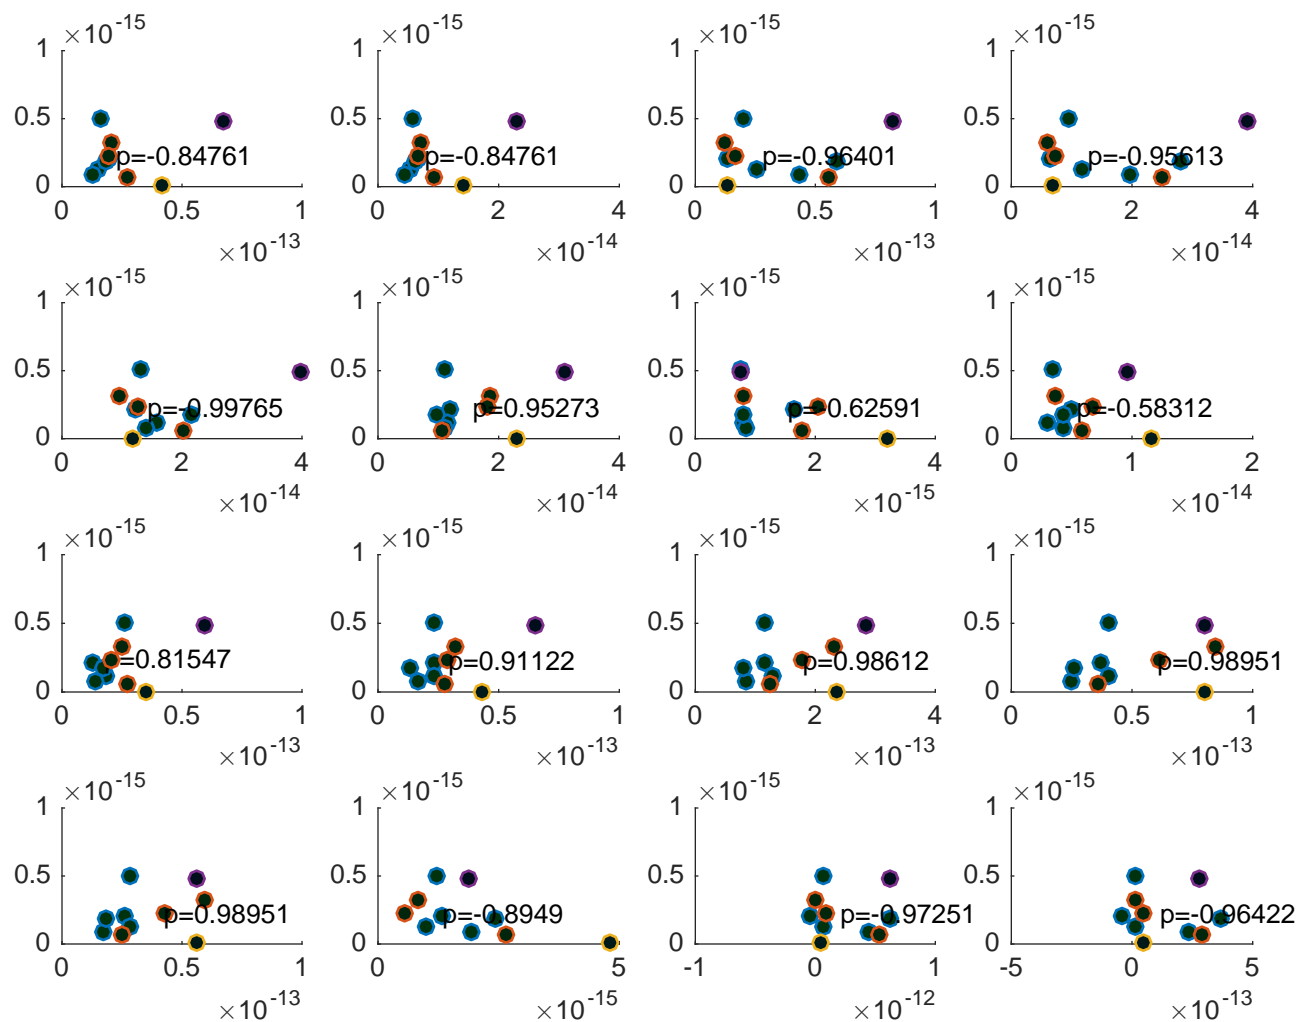 ×10-15 ×10-15 ×10-15 ×10-15
1 1 1 1
0.5 0.5 0.5 0.5
p=-0.84761 p=-0.84761 p=-0.96401 p=-0.95613
0 0 0 0
0 0.5 1 0 2 4 0 0.5 1 0 2 4
×10-13 ×10-14 ×10-13 ×10-14
×10-15 ×10-15 ×10-15 ×10-15
1 1 1 1
0.5 0.5 0.5 0.5
p=-0.99765 p=0.95273 p=-0.62591 p=-0.58312
0 0 0 0
0 2 4 0 2 4 0 2 4 0 1 2
×10-14 ×10-14 ×10-15 ×10-14
×10-15 ×10-15 ×10-15 ×10-15
1 1 1 1
0.5 0.5 0.5 0.5
=0.81547 p=0.91122 p=0.98612 p=0.98951
0 0 0 0
0 0.5 1 0 0.5 1 0 2 4 0 0.5 1
×10-13 ×10-13 ×10-13 ×10-13
×10-15 ×10-15 ×10-15 ×10-15
1 1 1 1
0.5 0.5 0.5 0.5
p=0.98951 p=-0.8949 p=-0.97251 p=-0.96422
0 0 0 0
0 0.5 1 0 5 -1 0 1 -5 0 5
×10-13 ×10-15 ×10-12 ×10-13